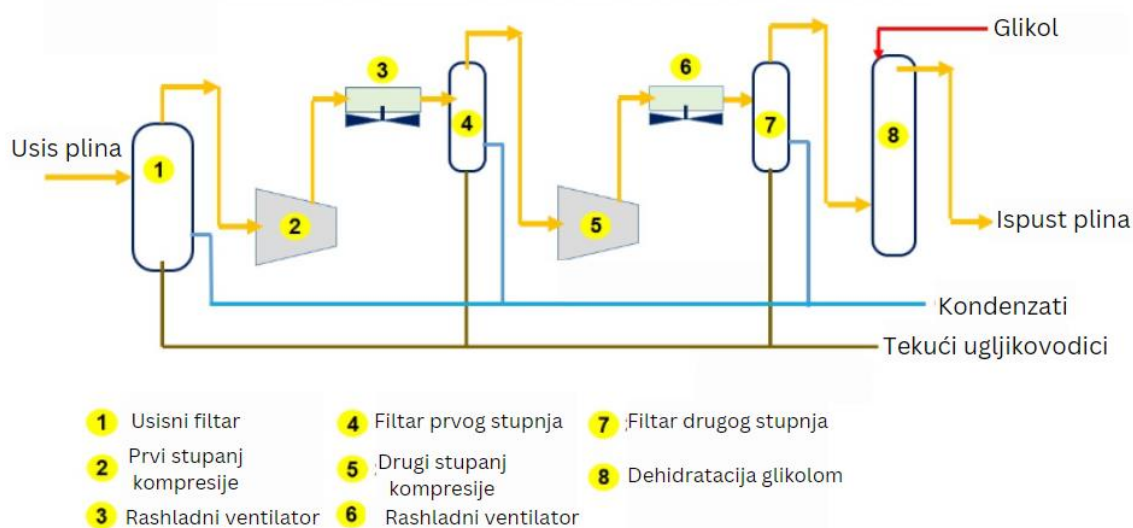 Glikol
3
6
4
7
8
Usis plina
1
2
5
Ispust plina
Kondenzati
Tekući ugljikovodici
1 Usisni filtar
4 Filtar prvog stupnja
7 Filtar drugog stupnja
2 Prvi stupanj
kompresije
5 Drugi stupanj
kompresije
8 Dehidratacija glikolom
3 Rashladni ventilator
6 Rashladni ventilator